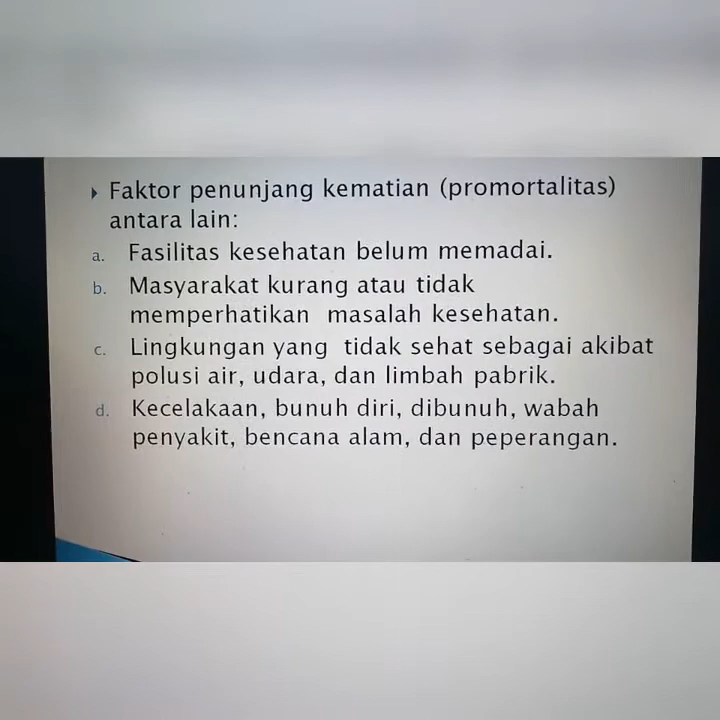 Faktor penunjang kematian (promortalitas)
antara lain:
a. Fasilitas kesehatan belum memadai.
b. Masyarakat kurang atau tidak
memperhatikan masalah kesehatan.
c. Lingkungan yang tidak sehat sebagai akibat
polusi air, udara, dan limbah pabrik.
d. Kecelakaan, bunuh diri, dibunuh, wabah
penyakit, bencana alam, dan peperangan.